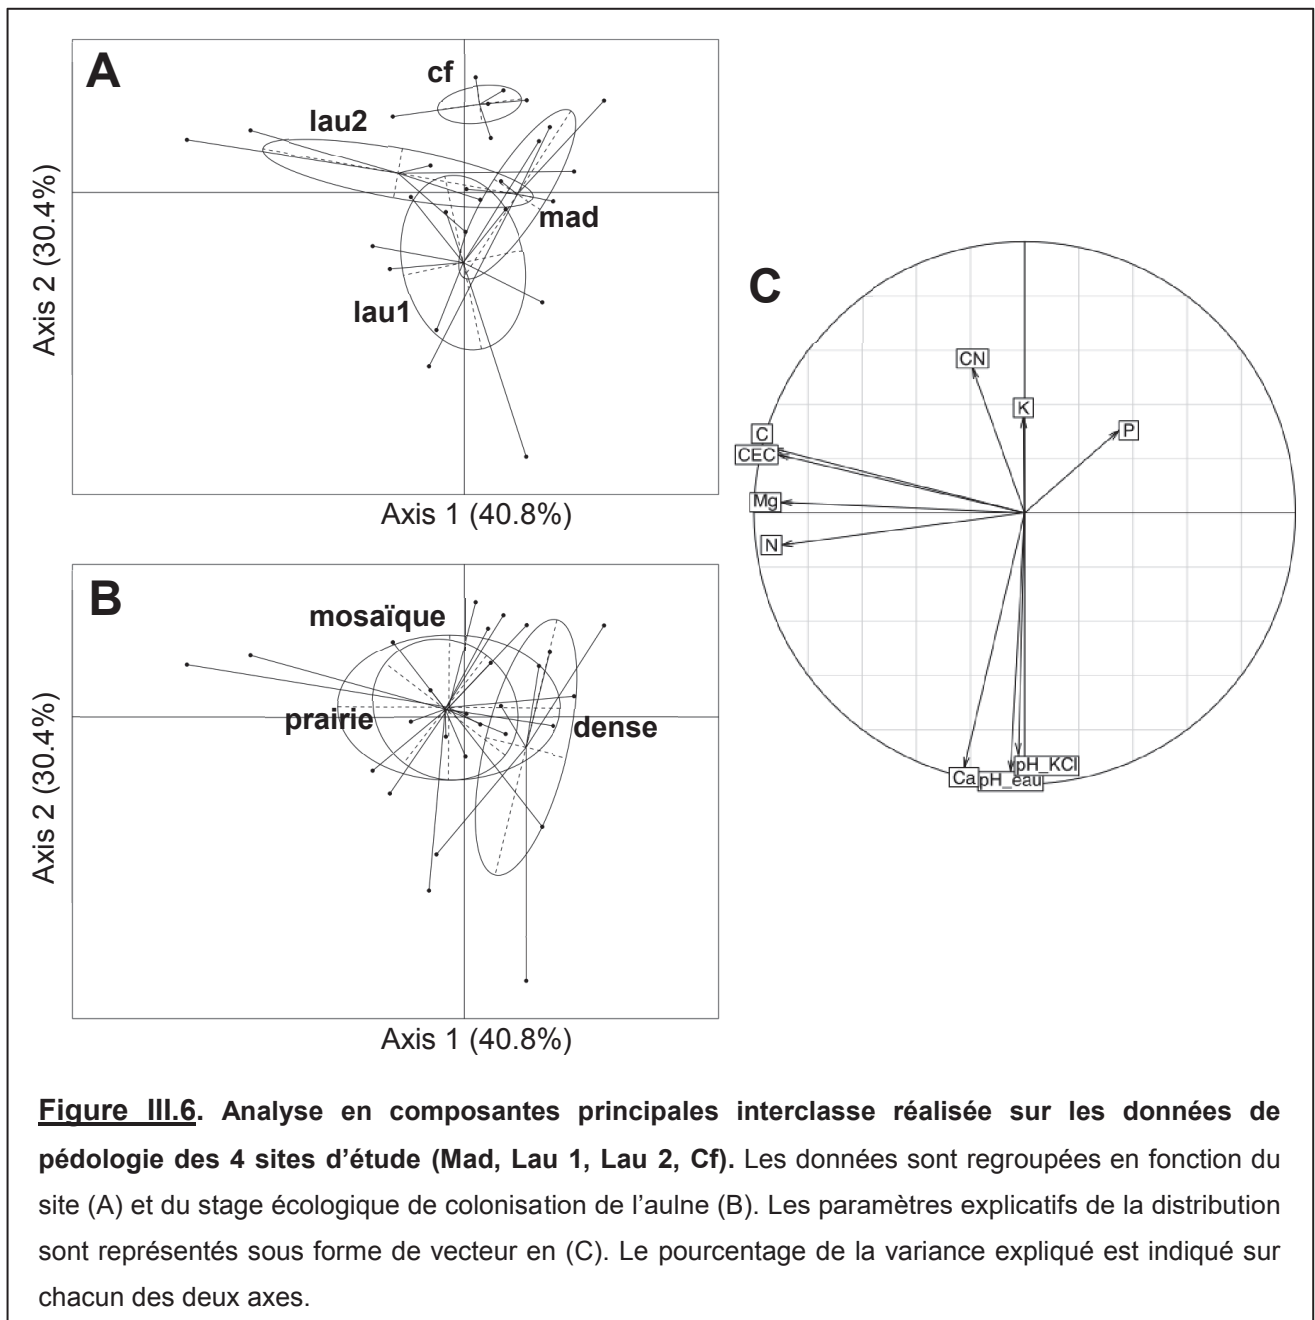 A
cf
lau2
mad
lau1
Axis 2 (30.4%)
Axis 1 (40.8%)
B
mosaïque
prairie
dense
Axis 2 (30.4%)
Axis 1 (40.8%)
C
CN
K
P
C
CEC
Mg
N
Ca
pH_eau
pH_KCl
Figure III.6. Analyse en composantes principales interclasse réalisée sur les données de
pédologie des 4 sites d'étude (Mad, Lau 1, Lau 2, Cf). Les données sont regroupées en fonction du
site (A) et du stage écologique de colonisation de l'aulne (B). Les paramètres explicatifs de la distribution
sont représentés sous forme de vecteur en (C). Le pourcentage de la variance expliqué est indiqué sur
chacun des deux axes.